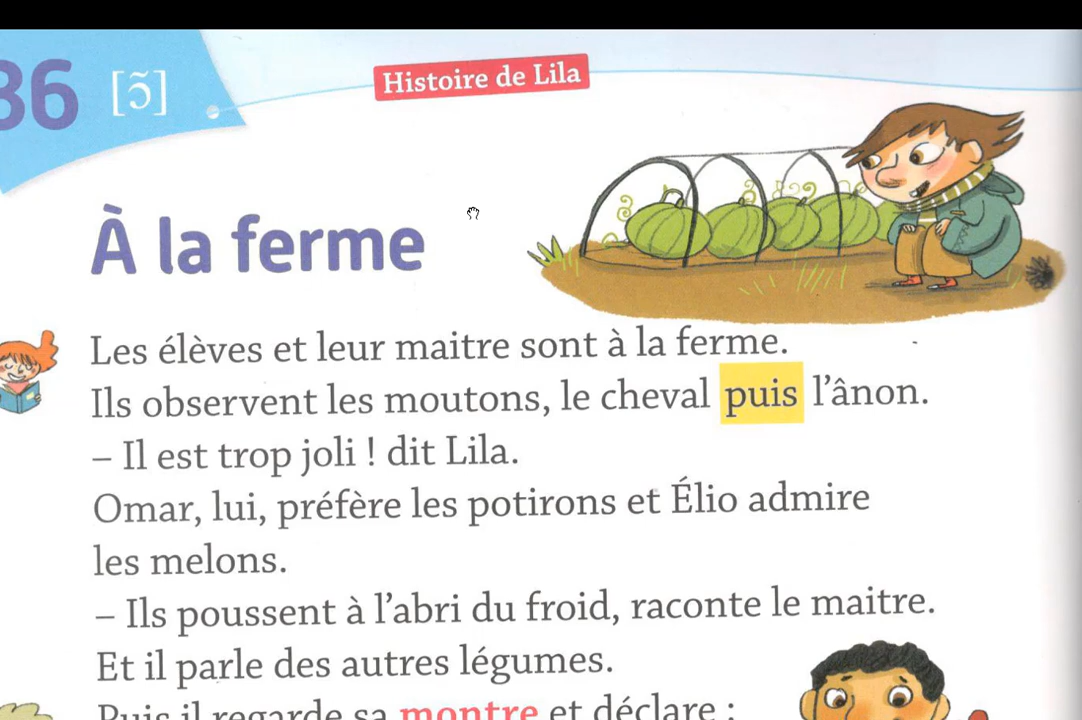 36 [ɔ̃]
Histoire de Lila
À la ferme
Les élèves et leur maitre sont à la ferme.
Ils observent les moutons, le cheval puis l’ânon.
– Il est trop joli ! dit Lila.
Omar, lui, préfère les potirons et Élio admire
les melons.
– Ils poussent à l’abri du froid, raconte le maitre.
Et il parle des autres légumes.
Puis il regarde sa montre et déclare :